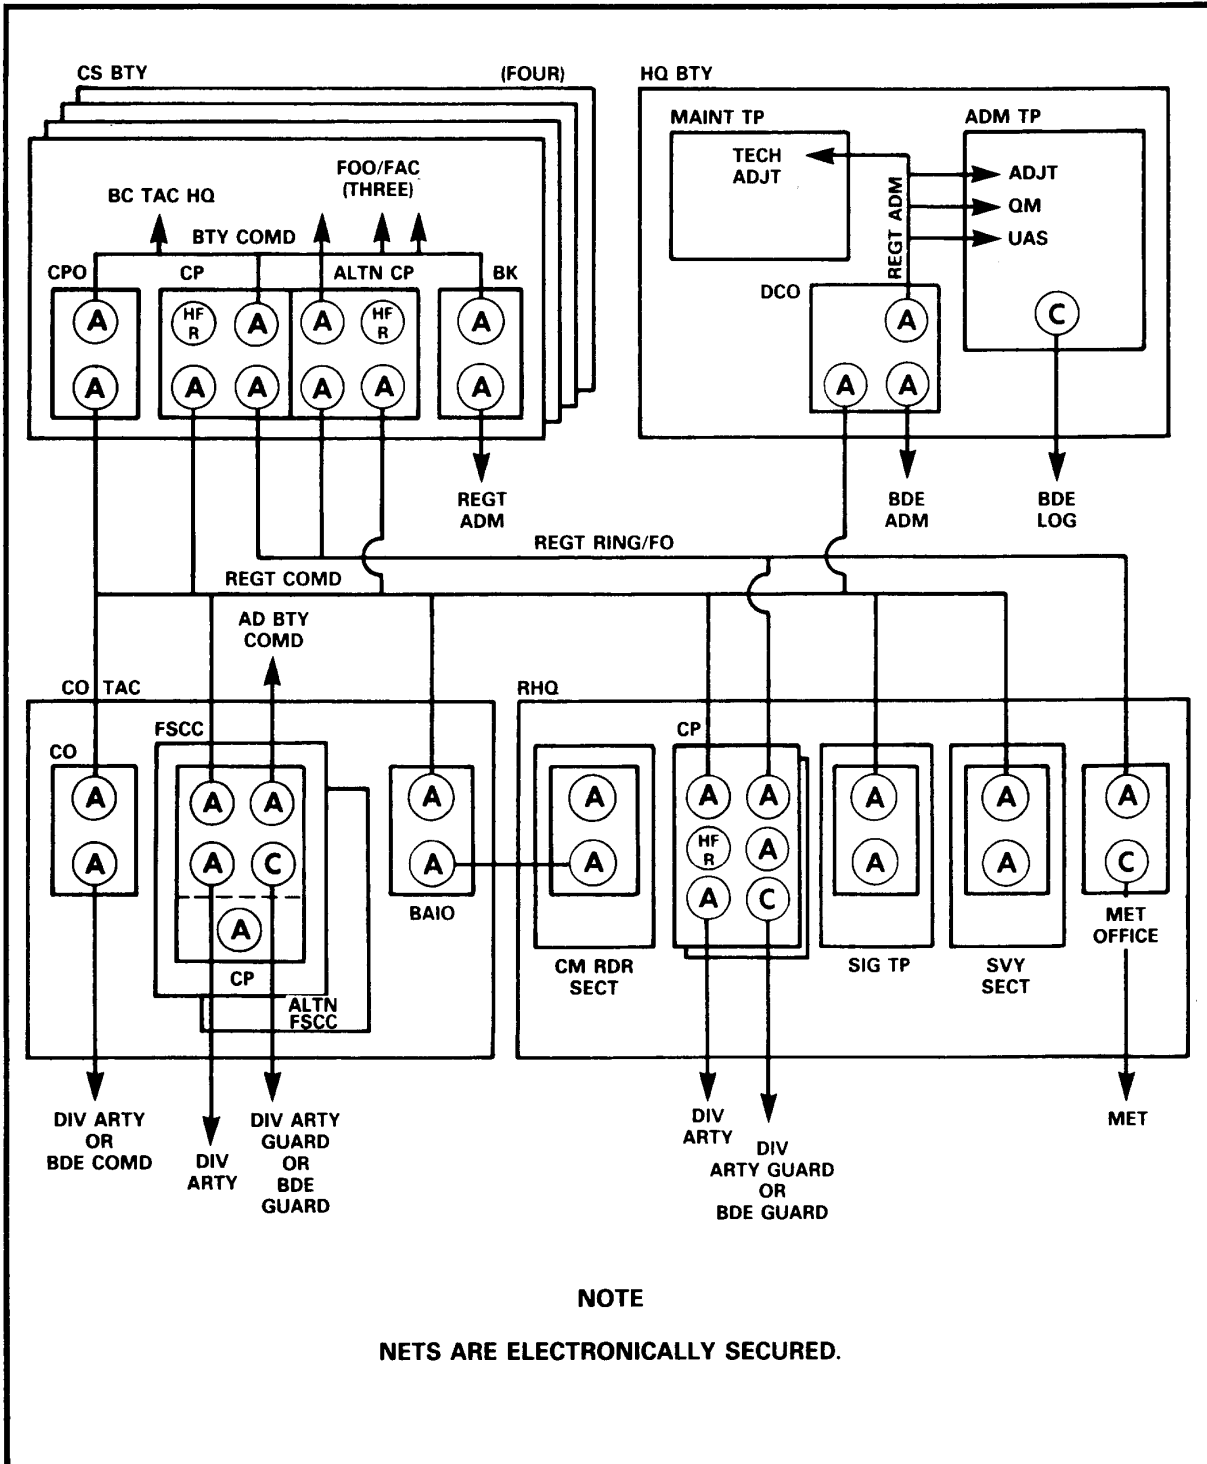 CS BTY (FOUR)
HQ BTY
MAINT TP
ADM TP
TECH
ADJT
ADJT
QM
UAS
REGT ADM
DCO
A
C
A A
FOO/FAC
(THREE)
BC TAC HQ
BTY COMD
CPO CP ALTN CP BK
A HF R A A HF R A
A A A A A A
REGT
ADM
BDE
ADM
BDE
LOG
REGT RING/FO
REGT COMD
AD BTY
COMD
CO TAC
RHQ
CO
FSCC
CP
A A A A A A A A A A
HF
R
A A C A A A A A C
A C
A
BAIO
CP
ALTN
FSCC
CM RDR
SECT
SIG TP
SVY
SECT
MET
OFFICE
DIV ARTY
OR
BDE COMD
DIV
ARTY
DIV ARTY
GUARD
OR
BDE
GUARD
DIV
ARTY
DIV
ARTY GUARD
OR
BDE GUARD
MET
NOTE
NETS ARE ELECTRONICALLY SECURED.